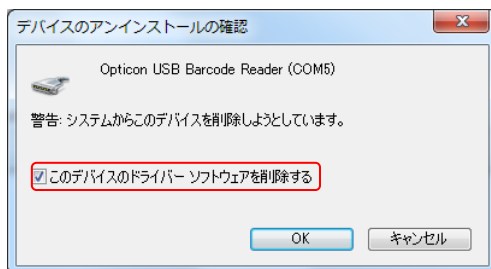 デバイスのアンインストールの確認
Opticon USB Barcode Reader (COM5)
警告: システムからこのデバイスを削除しようとしています。
このデバイスのドライバー ソフトウェアを削除する
OK キャンセル